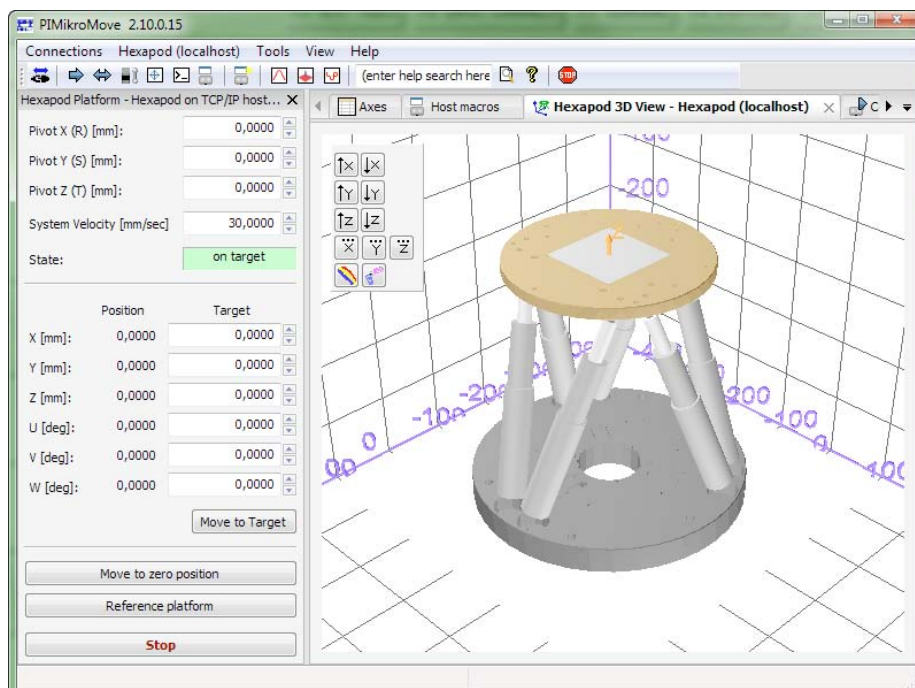 PIMikroMove 2.10.0.15
Connections Hexapod (localhost) Tools View Help
(enter help search here STOP
Hexapod Platform - Hexapod on TCP/IP host...
Axes Host macros Hexapod 3D View - Hexapod (localhost) C
Pivot X (R) [mm]: 0,0000
Pivot Y (S) [mm]: 0,0000
Pivot Z (T) [mm]: 0,0000
System Velocity [mm/sec] 30,0000
State: on target
Position Target
X [mm]: 0,0000 0,0000
Y [mm]: 0,0000 0,0000
Z [mm]: 0,0000 0,0000
U [deg]: 0,0000 0,0000
V [deg]: 0,0000 0,0000
W [deg]: 0,0000 0,0000
Move to Target
Move to zero position
Reference platform
Stop
X X
Y Y
Z Z
X Y Z
-200
Z
-200 -100 0
-200 -100 0 100